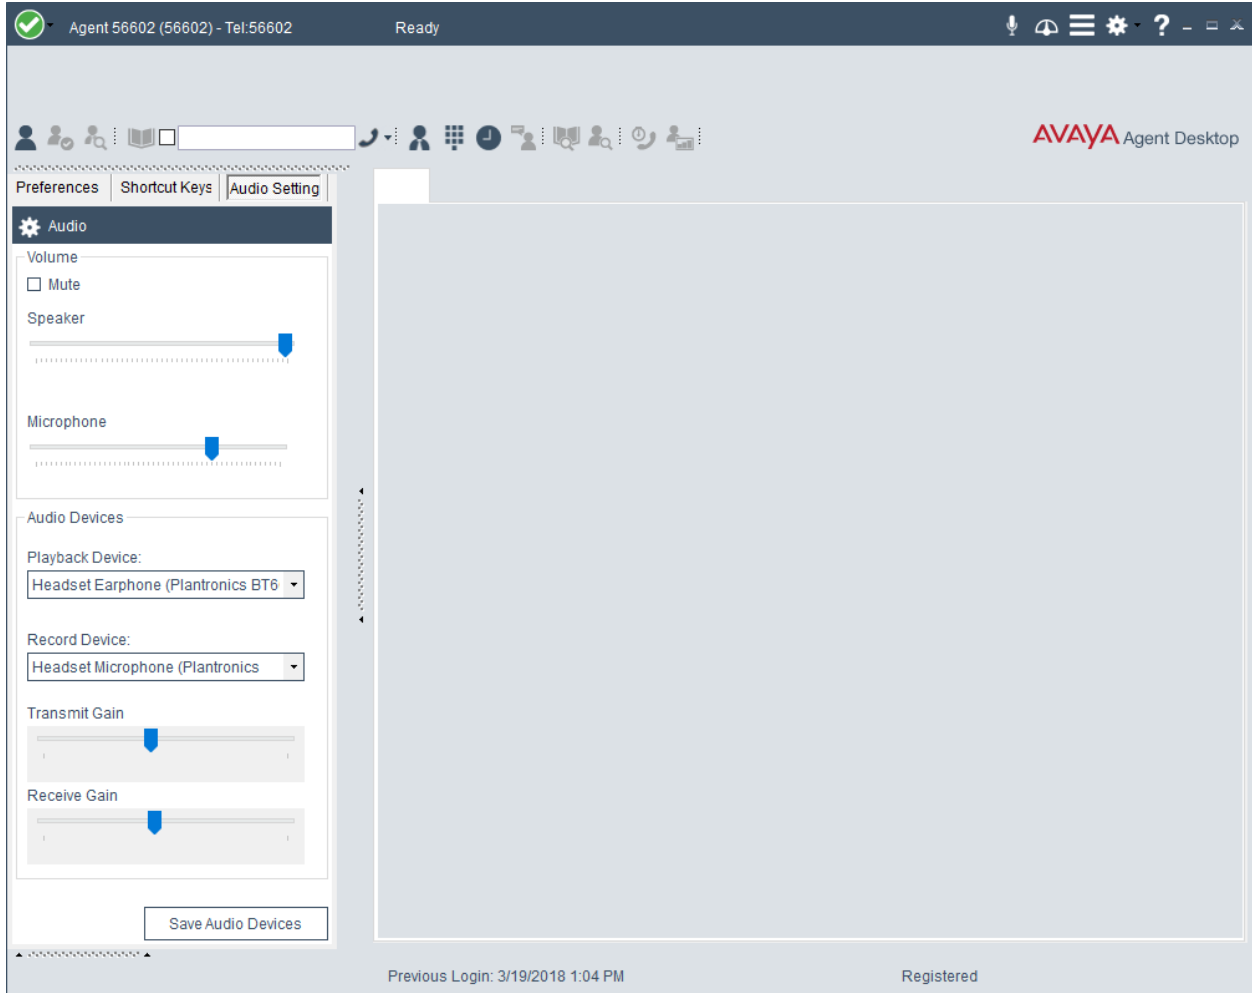 Agent 56602 (56602) - Tel:56602 Ready
AVAYA Agent Desktop
Preferences Shortcut Keys Audio Setting
Audio
Volume
Mute
Speaker
Microphone
Audio Devices
Playback Device:
Headset Earphone (Plantronics BT6
Record Device:
Headset Microphone (Plantronics
Transmit Gain
Receive Gain
Save Audio Devices
Previous Login: 3/19/2018 1:04 PM Registered